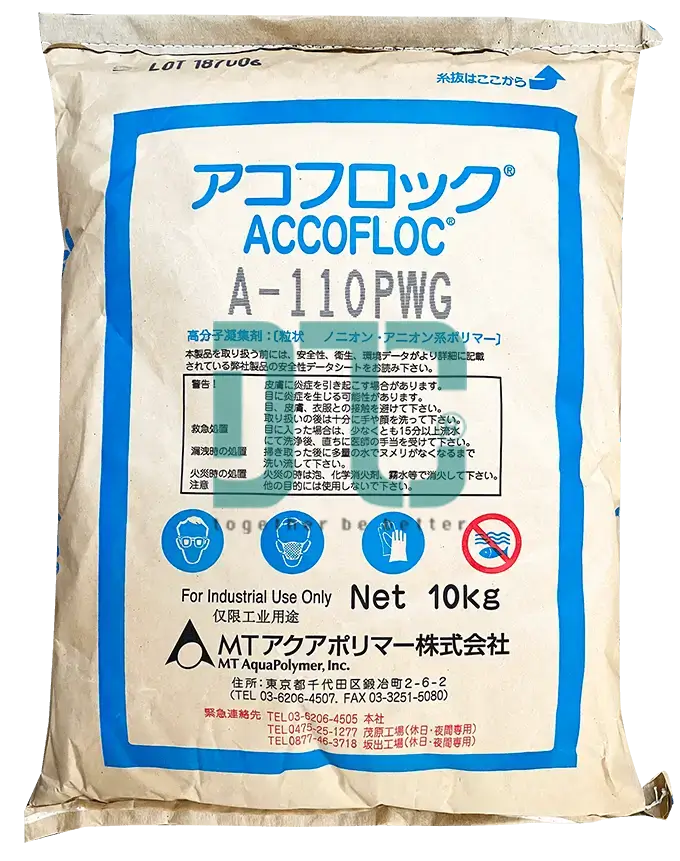 LOT 187006
糸抜はここから
アコフロック®
ACCOFLOC®
A-110PWG
高分子凝集剤:〔粒状 ノニオン・アニオン系ポリマー〕
本製品を取り扱う前には、安全性、衛生、環境データがより詳細に記載
されている弊社製品の安全性データシートをお読み下さい。
警告! 皮膚に炎症を引き起こす場合があります。
目に炎症を生じる可能性があります。
目、皮膚、衣服との接触を避けて下さい。
取り扱いの後は十分に手や顔を洗って下さい。
救急処置 目に入った場合は、少なくとも15分以上流水
にて洗浄後、直ちに医師の手当を受けて下さい。
漏洩時の処置 掃き取った後に多量の水でヌメリがなくなるまで
洗い流して下さい。
火災時の処置 火災の時は泡、化学消火剤、霧水等で消火して下さい。
注意 他の目的には使用しないで下さい。
DTG
together be better
For Industrial Use Only Net 10kg
仅限工业用途
MTアクアポリマー株式会社
MT AquaPolymer, Inc.
住所:東京都千代田区鍛冶町2-6-2
(TEL 03-6206-4507. FAX 03-3251-5080)
緊急連絡先 TEL03-6206-4505 本社
TEL0475-25-1277 茂原工場(休日・夜間専用)
TEL0877-46-3718 坂出工場(休日・夜間専用)